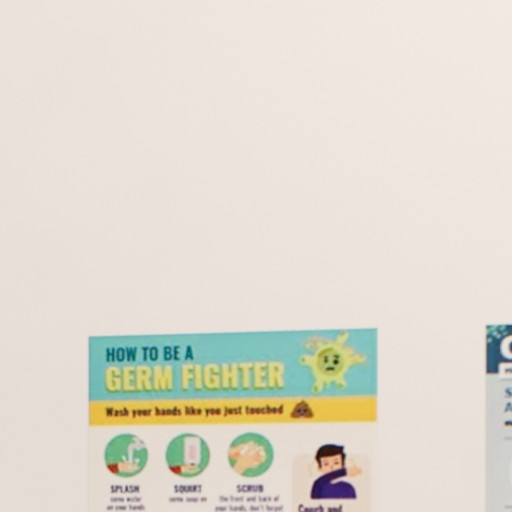 HOW TO BE A
GERM FIGHTER
Wash your hands like you just touched
SPLASH
some water
on your hands
SQUIRT
some soap on
SCRUB
the front and back of
your hands, don't forget
Cough and